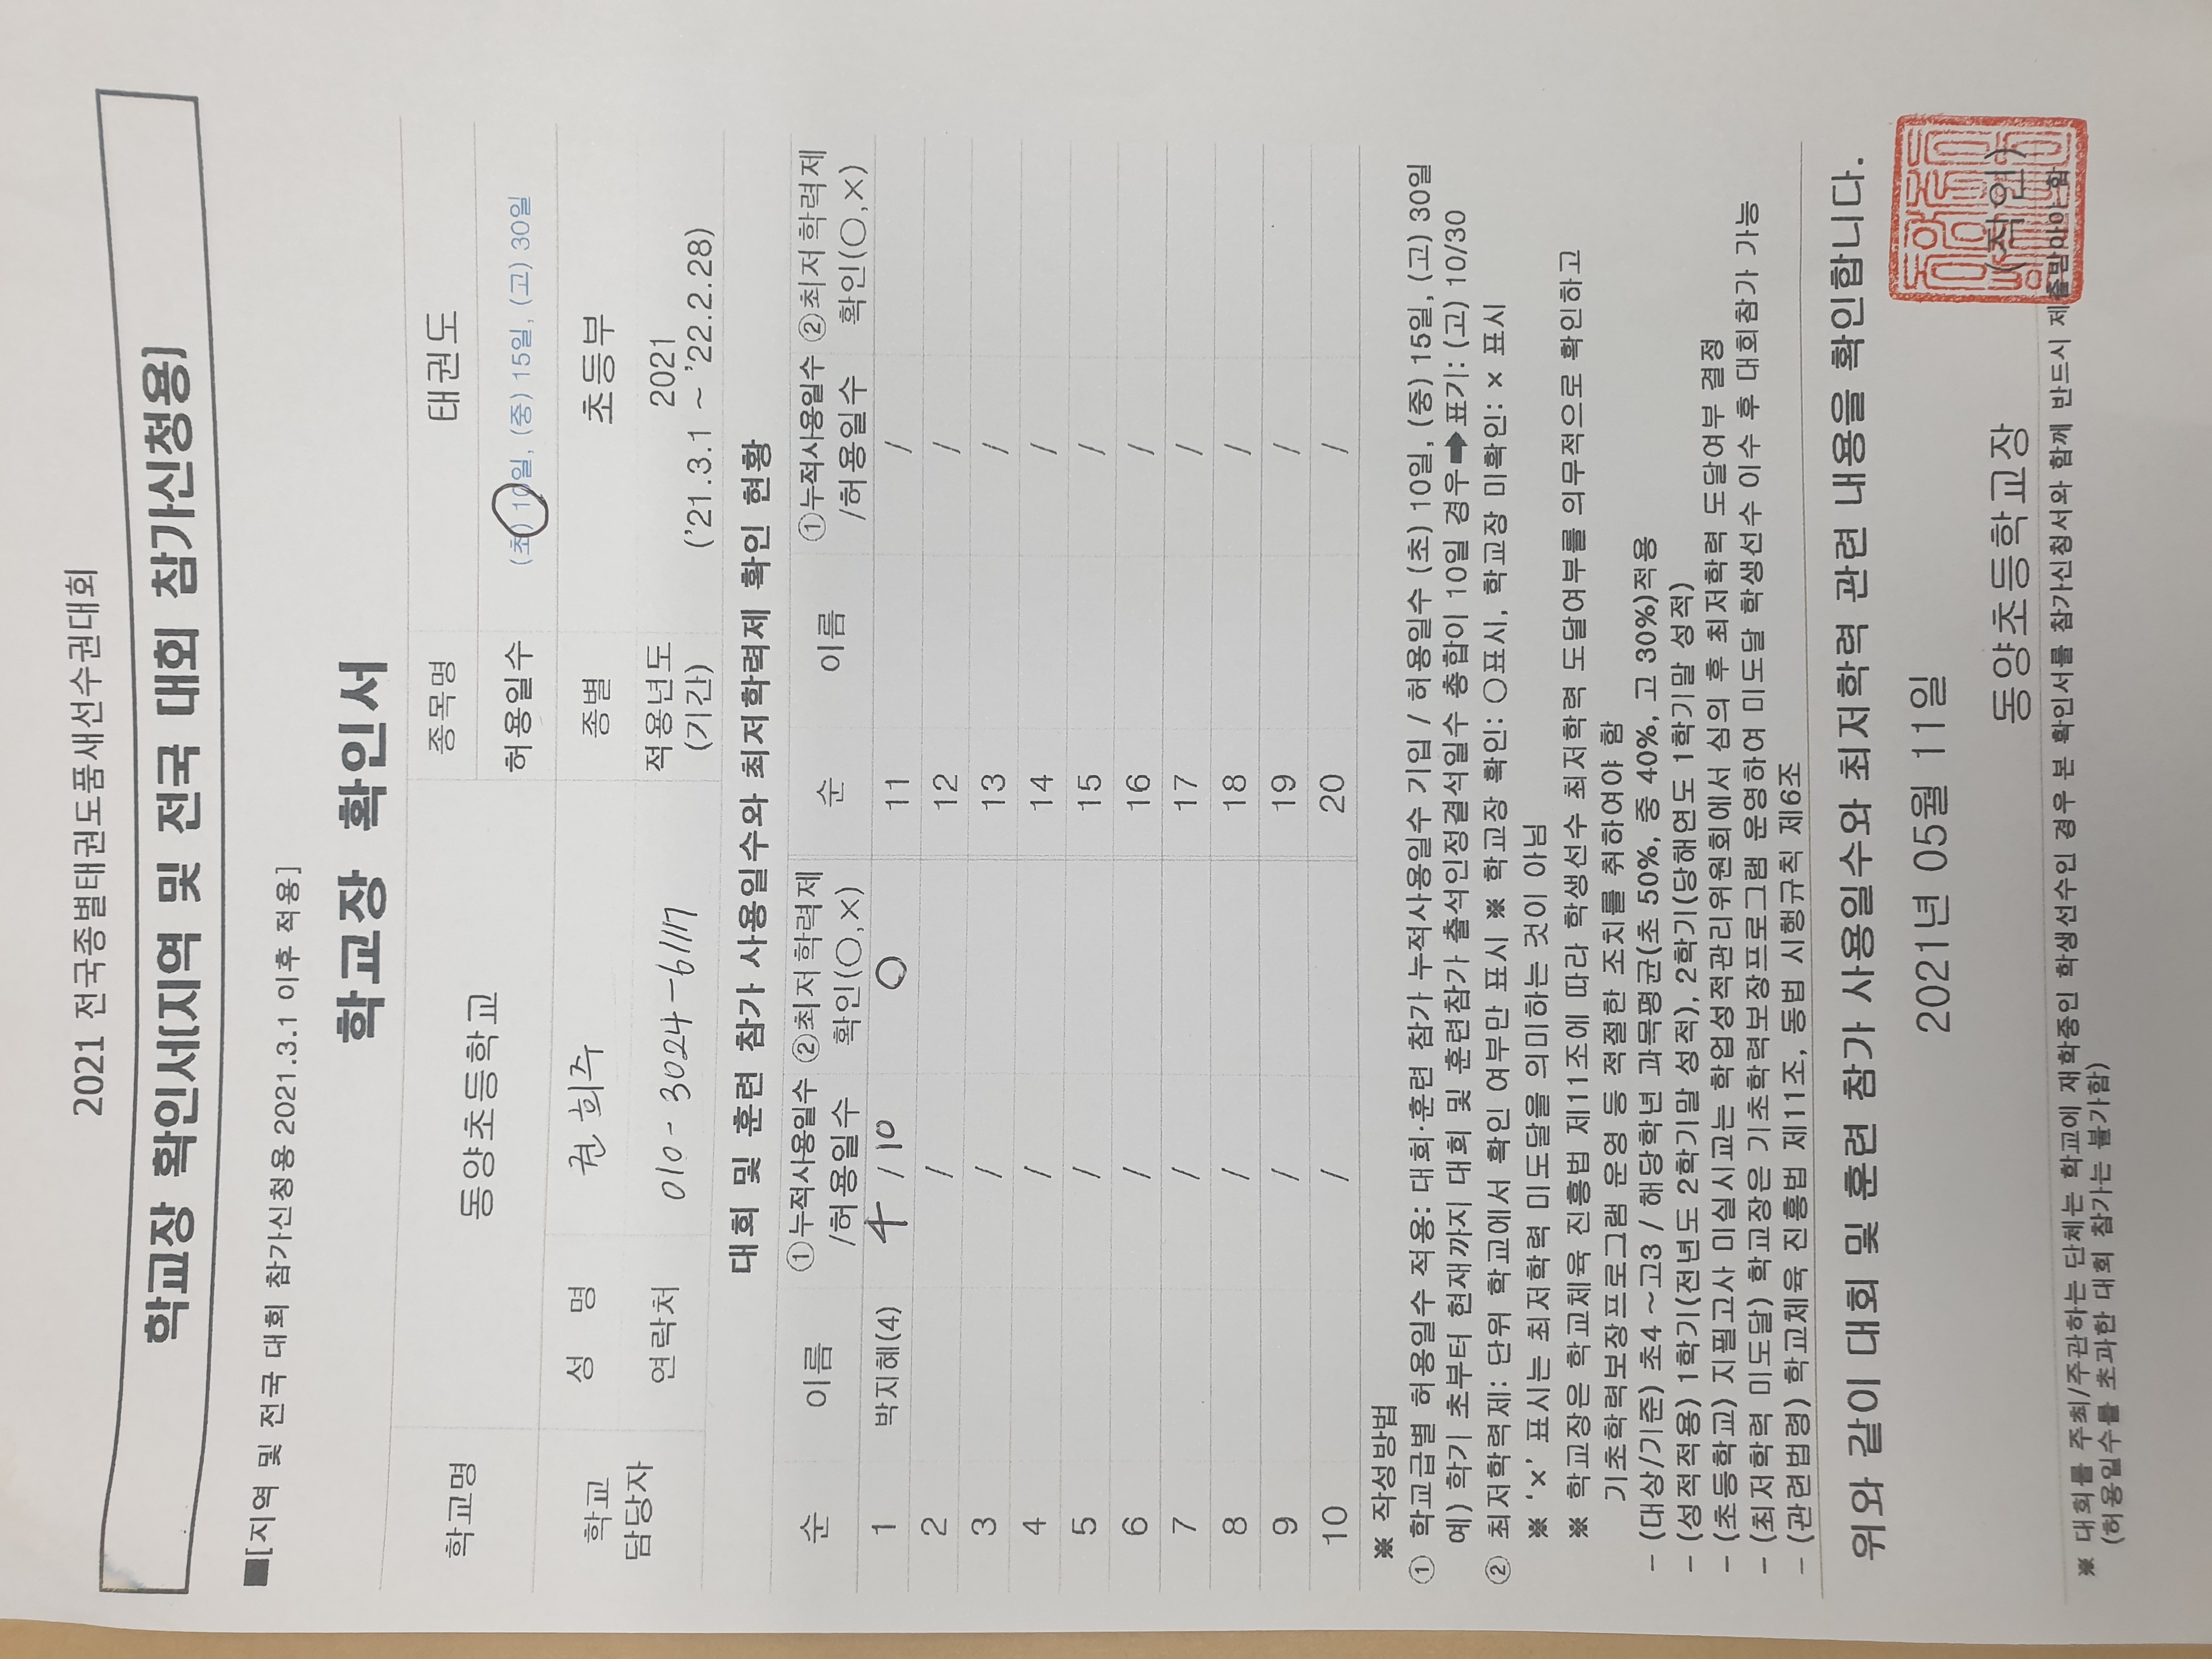 2021 전국종별태권도품새선수권대회
학교장 확인서(지역 및 전국 대회 참가신청용)
■[지역 및 전국 대회 참가신청용 2021.3.1 이후 적용]
학교장 확인서
학교명 동양초등학교 종목명 태권도
허용일수 (초) 10일, (중) 15일, (고) 30일
학교 담당자 성 명 권희주 종별 초등부
연락처 010-3024-6117 적용년도 (기간) 2021 ('21.3.1 ~ '22.2.28)
대회 및 훈련 참가 사용일수와 최저학력제 확인 현황
순 이름 ①누적사용일수 /허용일수 ②최저학력제 확인(○,×) 순 이름 ①누적사용일수 /허용일수 ②최저학력제 확인(○,×)
1 박지혜(4) 4 / 10 ○ 11 /
2 / 12 /
3 / 13 /
4 / 14 /
5 / 15 /
6 / 16 /
7 / 17 /
8 / 18 /
9 / 19 /
10 / 20 /
※ 작성방법
① 학교급별 허용일수 적용: 대회·훈련 참가 누적사용일수 기입 / 허용일수 (초) 10일, (중) 15일, (고) 30일
예) 학기 초부터 현재까지 대회 및 훈련참가 출석인정결석일수 총합이 10일 경우➡표기: (고) 10/30
② 최저학력제: 단위 학교에서 확인 여부만 표시 ※ 학교장 확인: ○표시, 학교장 미확인: × 표시
※ '×' 표시는 최저학력 미도달을 의미하는 것이 아님
※ 학교장은 학교체육 진흥법 제11조에 따라 학생선수 최저학력 도달여부를 의무적으로 확인하고
기초학력보장프로그램 운영 등 적절한 조치를 취하여야 함
- (대상/기준) 초4 ~고3 / 해당학년 과목평균(초 50%, 중 40%, 고 30%)적용
- (성적적용) 1학기(전년도 2학기말 성적), 2학기(당해연도 1학기말 성적)
- (초등학교) 지필고사 미실시교는 학업성적관리위원회에서 심의 후 최저학력 도달여부 결정
- (최저학력 미도달) 학교장은 기초학력보장프로그램 운영하여 미도달 학생선수 이수 후 대회참가 가능
- (관련법령) 학교체육 진흥법 제11조, 동법 시행규칙 제6조
위와 같이 대회 및 훈련 참가 사용일수와 최저학력 관련 내용을 확인합니다.
2021년 05월 11일
동양초등학교장 (직인)
※ 대회를 주최/주관하는 단체는 학교에 재학중인 학생선수인 경우 본 확인서를 참가신청서와 함께 반드시 제출받아야 함
(허용일수를 초과한 대회 참가는 불가함)